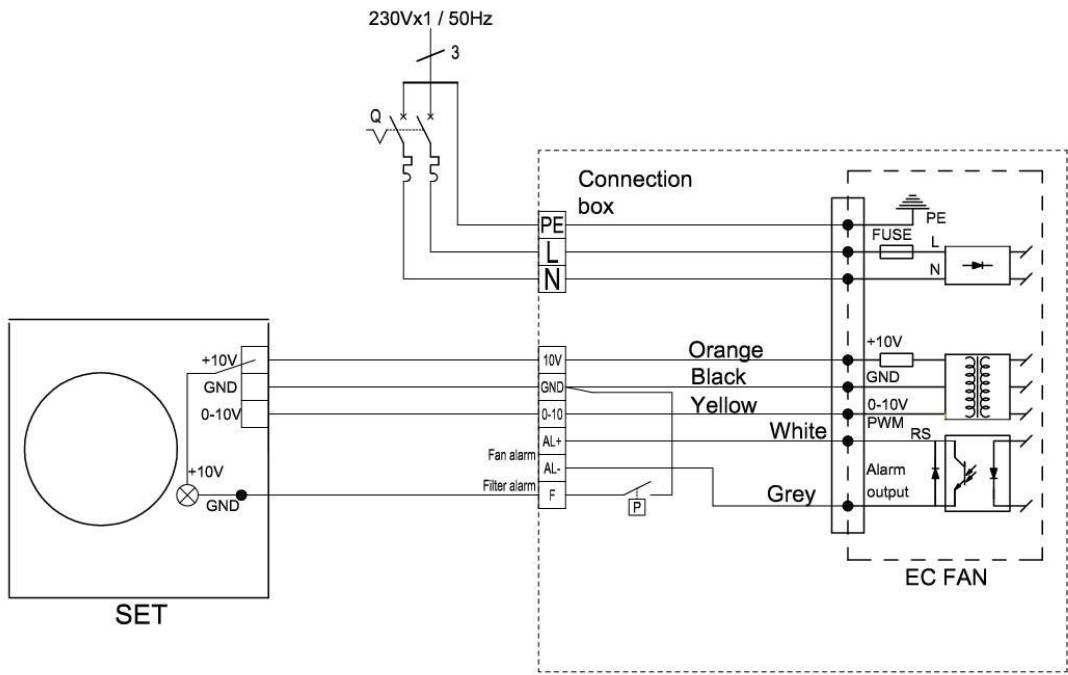 230Vx1 / 50Hz
3
Q
Connection
box
PE
L
N
PE
FUSE
L
N
+10V
GND
0-10V
+10V
GND
SET
10V
GND
0-10
AL+
AL-
F
Fan alarm
Filter alarm
P
Orange
Black
Yellow
White
Grey
+10V
GND
0-10V
PWM
RS
Alarm
output
EC FAN